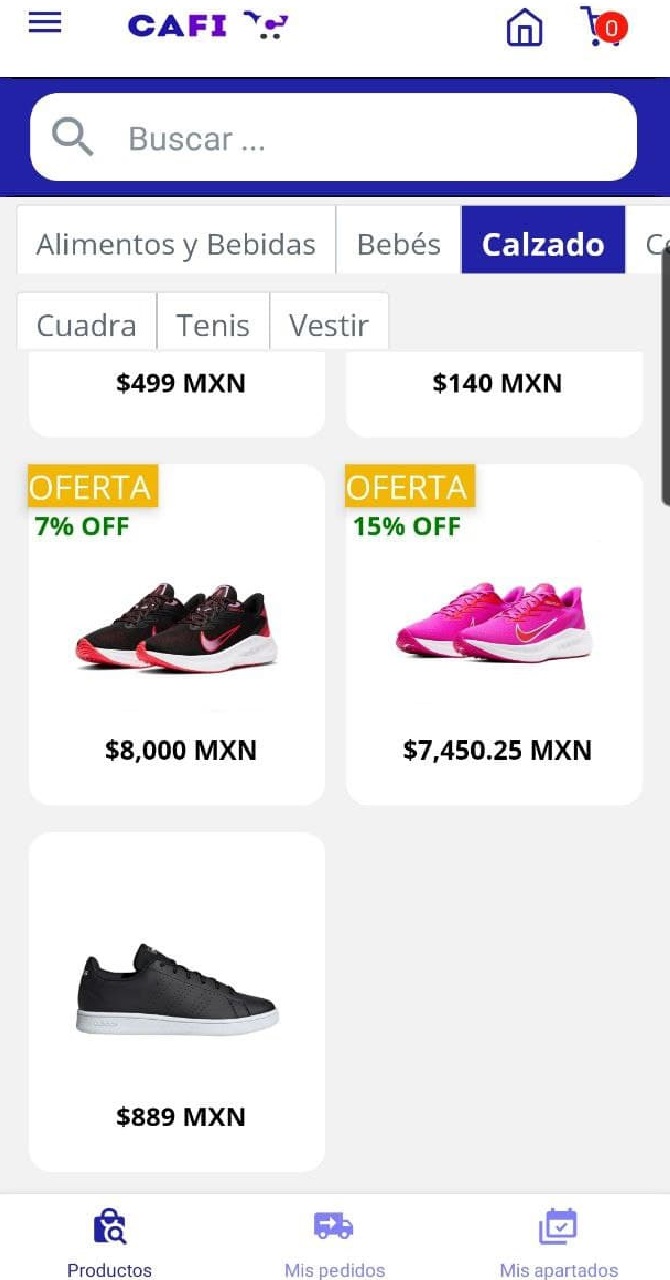 CAFI
0
Buscar ...
Alimentos y Bebidas Bebés Calzado
Cuadra Tenis Vestir
$499 MXN $140 MXN
OFERTA OFERTA
7% OFF 15% OFF
$8,000 MXN $7,450.25 MXN
$889 MXN
Productos Mis pedidos Mis apartados